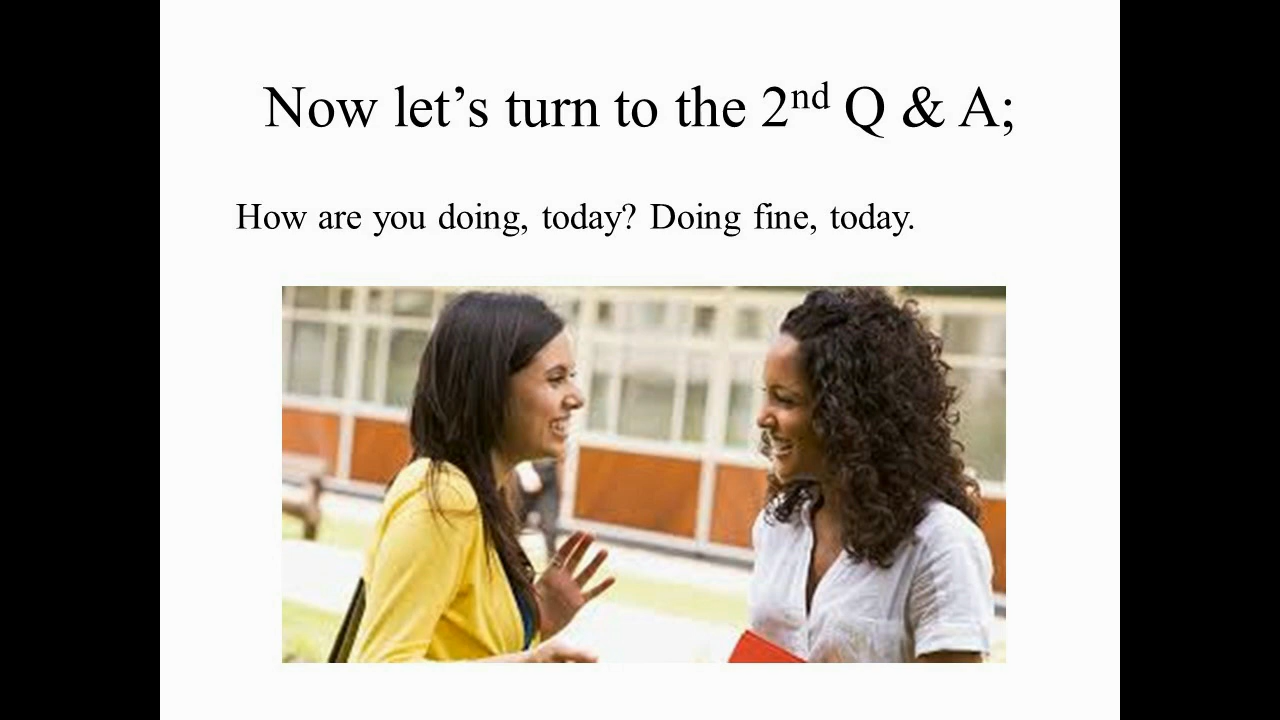 Now let’s turn to the 2nd Q & A;
How are you doing, today? Doing fine, today.